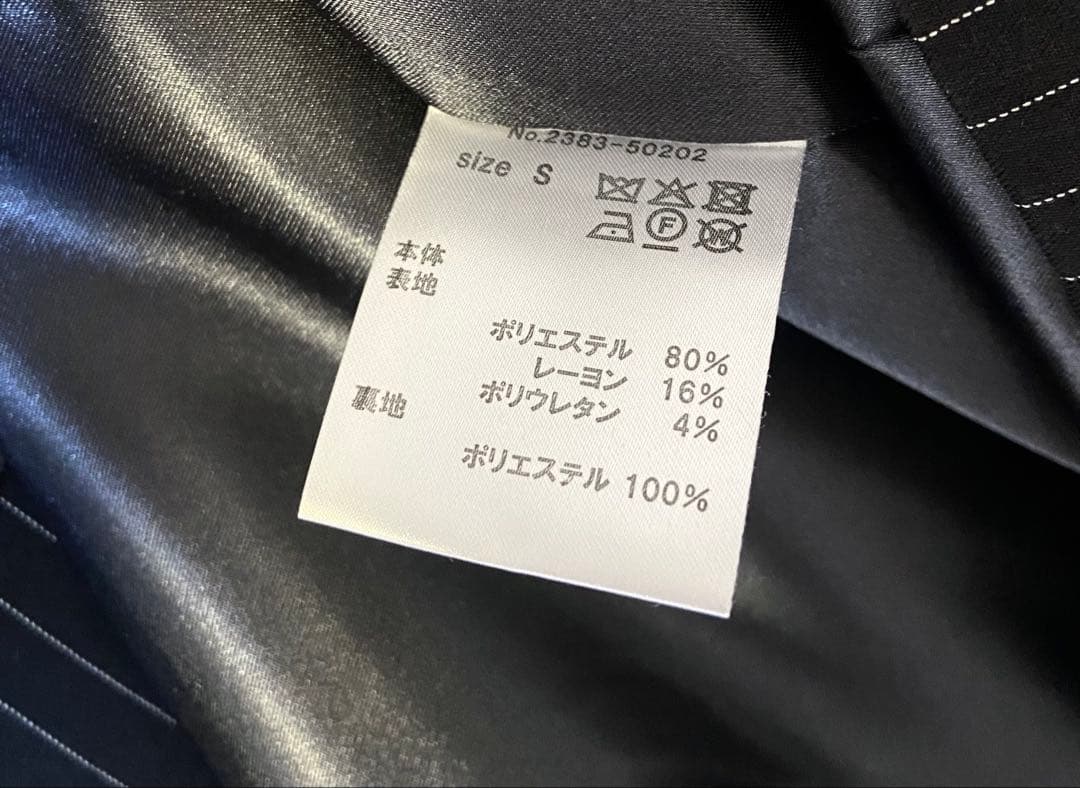 No.2383-50202
size S
F
W
本体
表地
ポリエステル 80%
レーヨン 16%
ポリウレタン 4%
裏地
ポリエステル 100%